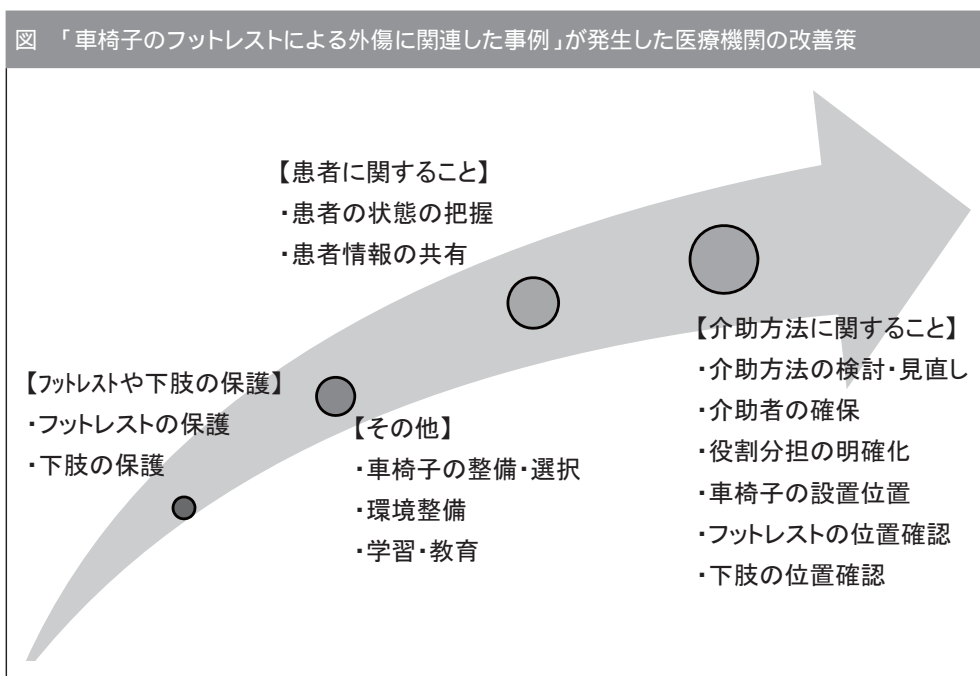 図 「車椅子のフットレストによる外傷に関連した事例」が発生した医療機関の改善策
【患者に関すること】
・患者の状態の把握
・患者情報の共有
【フットレストや下肢の保護】
・フットレストの保護
・下肢の保護
【その他】
・車椅子の整備・選択
・環境整備
・学習・教育
【介助方法に関すること】
・介助方法の検討・見直し
・介助者の確保
・役割分担の明確化
・車椅子の設置位置
・フットレストの位置確認
・下肢の位置確認